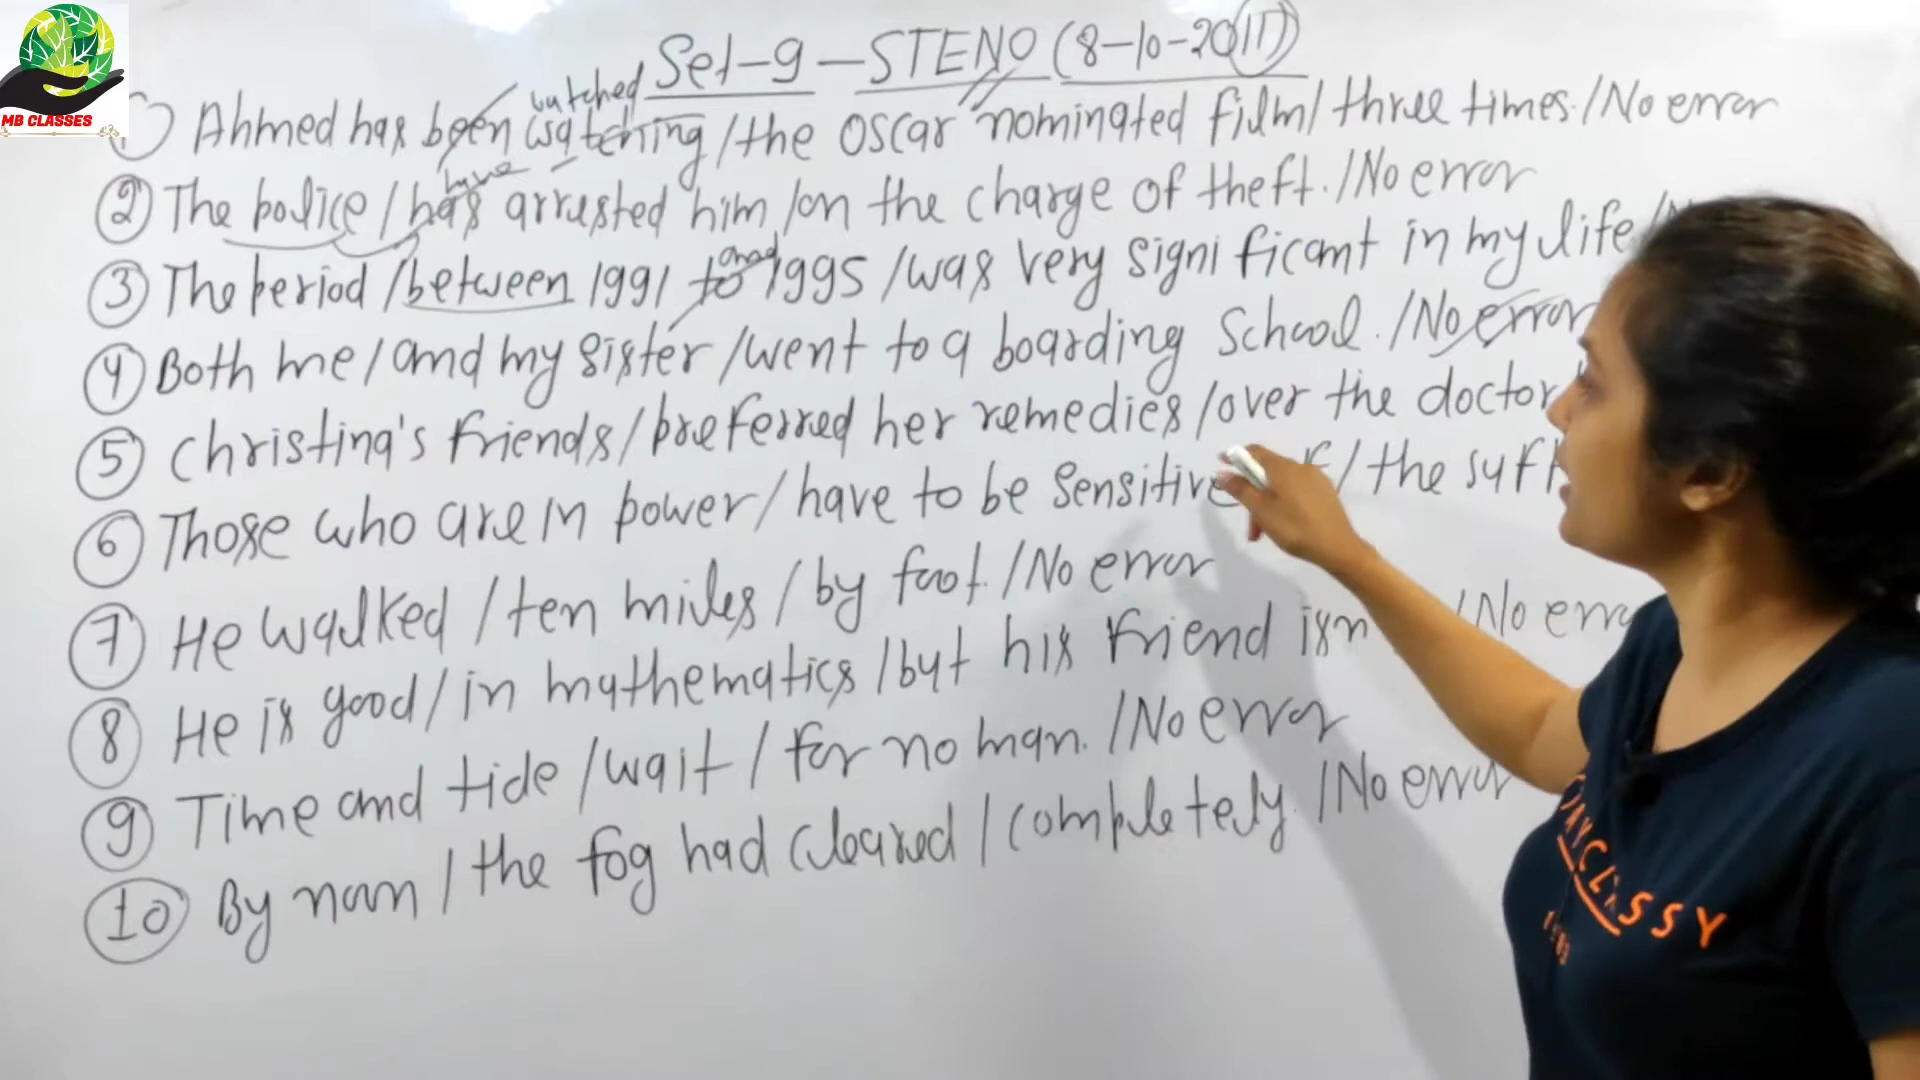 MB CLASSES
Set-9 - STENO (8-10-2017)
watched
1) Ahmed has been watching / the Oscar nominated film / three times. / No error
have
2 The police / has arrested him / on the charge of theft. / No error
and
3 The period / between 1991 to 1995 / was very significant in my life /
4 Both me / and my sister / went to a boarding School. / No error
5 Christina's friends / preferred her remedies / over the doctor
6 Those who are in power / have to be sensitive / the suff
7 He walked / ten miles / by foot. / No error
8 He is good / in mathematics / but his friend isn / No erro
9 Time and tide / wait / for no man. / No error
10 By noon / the fog had cleared / completely. / No error
DAYCLASSY